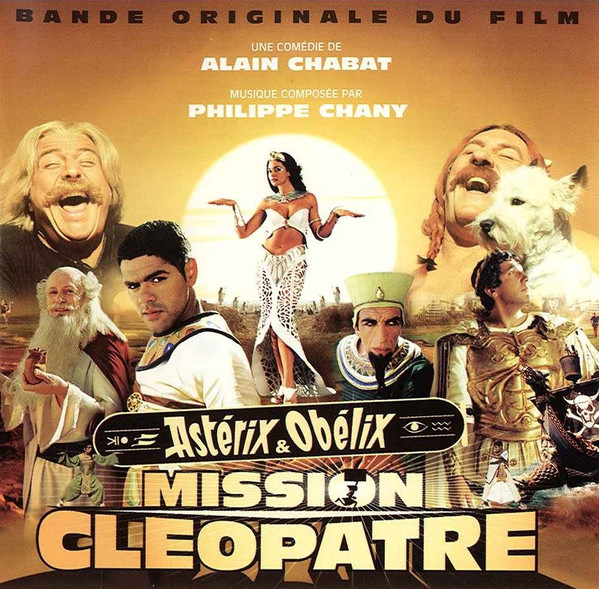 BANDE ORIGINALE DU FILM
UNE COMÉDIE DE
ALAIN CHABAT
MUSIQUE COMPOSÉE PAR
PHILIPPE CHANY
Astérix & Obélix
MISSION
CLEOPATRE